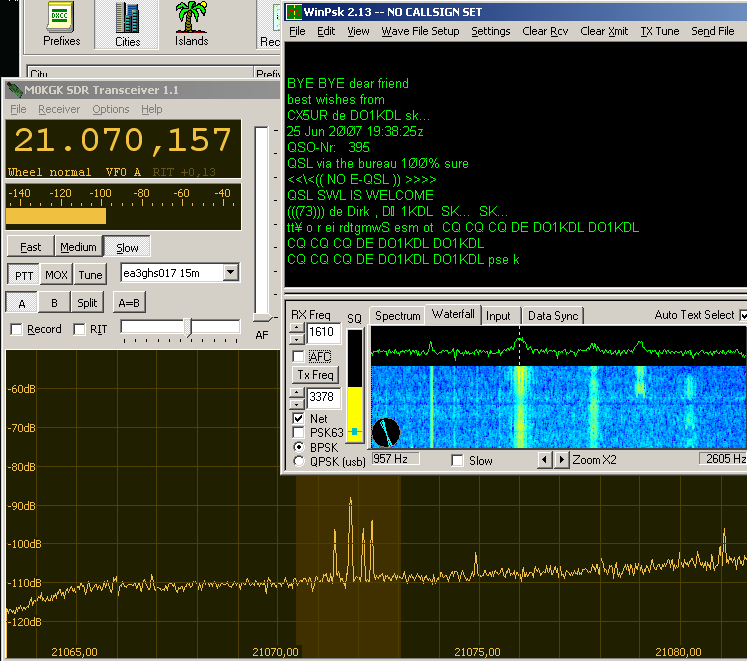 Prefixes
Cities
Islands
Rec
City
Prefix
M0KGK SDR Transceiver 1.1
File Receiver Options Help
21.070,157
Wheel normal VFO A RIT +0,13
-140 -120 -100 -80 -60 -40
Fast Medium Slow
PTT MOX Tune ea3ghs017 15m
A B Split A=B
Record RIT
AF
WinPsk 2.13 -- NO CALLSIGN SET
File Edit View Wave File Setup Settings Clear Rcv Clear Xmit TX Tune Send File
BYE BYE dear friend
best wishes from
CX5UR de DO1KDL sk...
25 Jun 2ØØ7 19:38:25z
QSO-Nr: 395
QSL via the bureau 1ØØ% sure
<<\<(( NO E-QSL )) >>>>
QSL SWL IS WELCOME
(((73))) de Dirk , D 1KDL SK... SK...
tt¥ o r ei rdtgmwS esm ot CQ CQ CQ DE DO1KDL DO1KDL
CQ CQ CQ DE DO1KDL DO1KDL
CQ CQ CQ DE DO1KDL DO1KDL pse k
RX Freq
1610
AFC
Tx Freq
3378
Net
PSK63
BPSK
QPSK (usb)
SQ
Spectrum Waterfall Input Data Sync Auto Text Select
957 Hz Slow Zoom X2 2605 Hz
-60dB
-70dB
-80dB
-90dB
-100dB
-110dB
-120dB
21065,00 21070,00 21075,00 21080,00